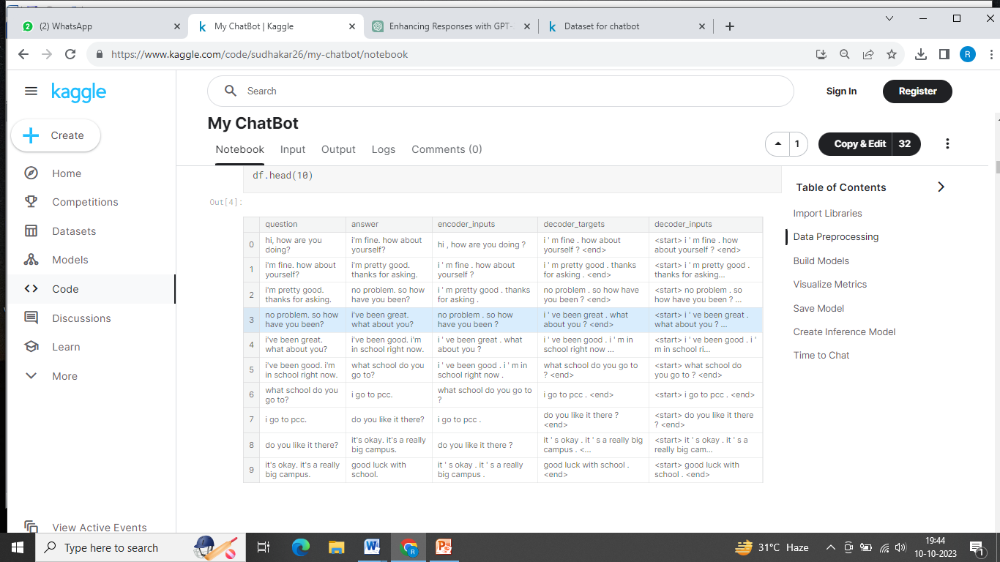 (2) WhatsApp
My ChatBot | Kaggle
Enhancing Responses with GPT-
Dataset for chatbot
https://www.kaggle.com/code/sudhakar26/my-chatbot/notebook
R
kaggle
Search
Sign In
Register
My ChatBot
1
Copy & Edit
32
Notebook
Input
Output
Logs
Comments (0)
Create
Home
Competitions
Datasets
Models
Code
Discussions
Learn
More
View Active Events
df.head(10)
Out[4]:
question answer encoder_inputs decoder_targets decoder_inputs
0
hi, how are you
doing?
i'm fine. how about
yourself?
hi , how are you doing ?
i ' m fine . how about
yourself ? <end>
<start> i ' m fine . how
about yourself ? <end>
1
i'm fine. how about
yourself?
i'm pretty good.
thanks for asking.
i ' m fine . how about
yourself ?
i ' m pretty good . thanks
for asking . <end>
<start> i ' m pretty good .
thanks for asking...
2
i'm pretty good.
thanks for asking.
no problem. so how
have you been?
i ' m pretty good . thanks
for asking .
no problem . so how have
you been ? <end>
<start> no problem . so
how have you been ? ...
3
no problem. so how
have you been?
i've been great.
what about you?
no problem . so how
have you been ?
i ' ve been great . what
about you ? <end>
<start> i ' ve been great .
what about you ? ...
4
i've been great.
what about you?
i've been good. i'm
in school right now.
i ' ve been great . what
about you ?
i ' ve been good . i ' m in
school right now ...
<start> i ' ve been good . i '
m in school ri...
5
i've been good. i'm
in school right now.
what school do you
go to?
i ' ve been good . i ' m in
school right now .
what school do you go to
? <end>
<start> what school do
you go to ? <end>
6
what school do you
go to?
i go to pcc.
what school do you go to
?
i go to pcc . <end>
<start> i go to pcc . <end>
7
i go to pcc.
do you like it there?
i go to pcc .
do you like it there ?
<end>
<start> do you like it there
? <end>
8
do you like it there?
it's okay. it's a really
big campus.
do you like it there ?
it ' s okay . it ' s a really big
campus . <...
<start> it ' s okay . it ' s a
really big cam...
9
it's okay. it's a really
big campus.
good luck with
school.
it ' s okay . it ' s a really
big campus .
good luck with school .
<end>
<start> good luck with
school . <end>
Table of Contents
Import Libraries
Data Preprocessing
Build Models
Visualize Metrics
Save Model
Create Inference Model
Time to Chat
Type here to search
31°C Haze
19:44
10-10-2023
1